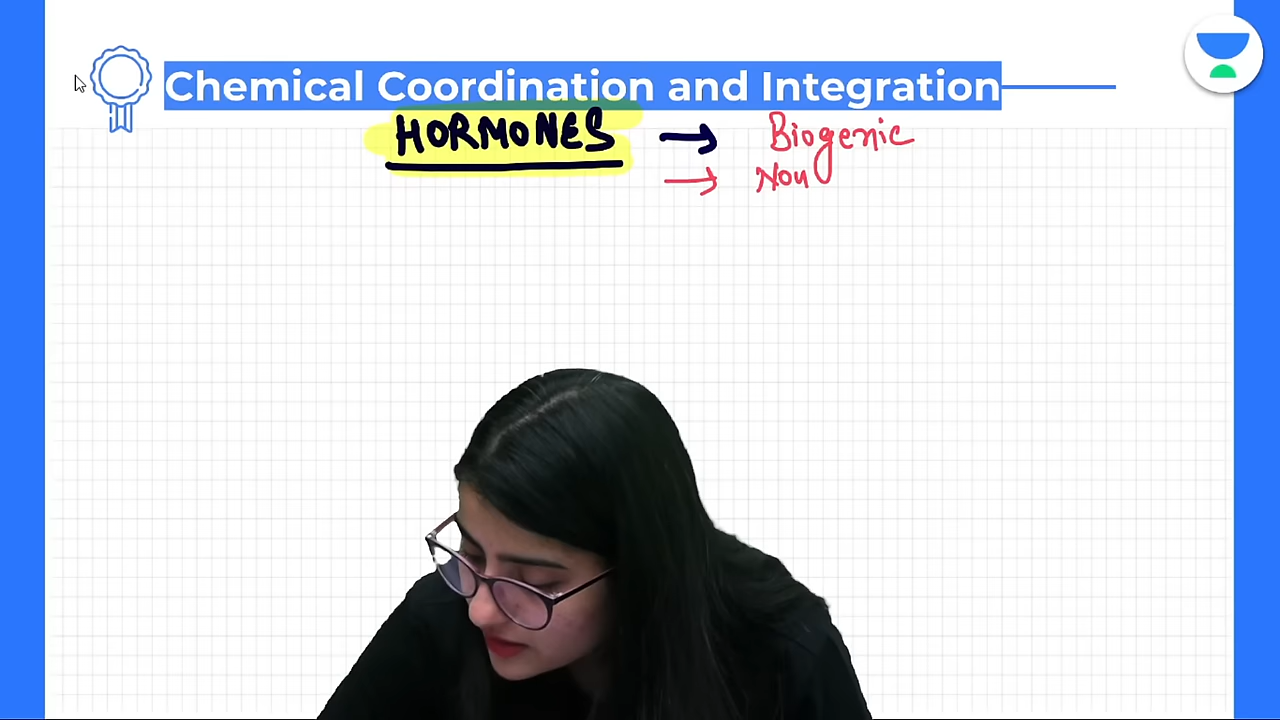 Chemical Coordination and Integration
HORMONES → Biogenic
→ Non